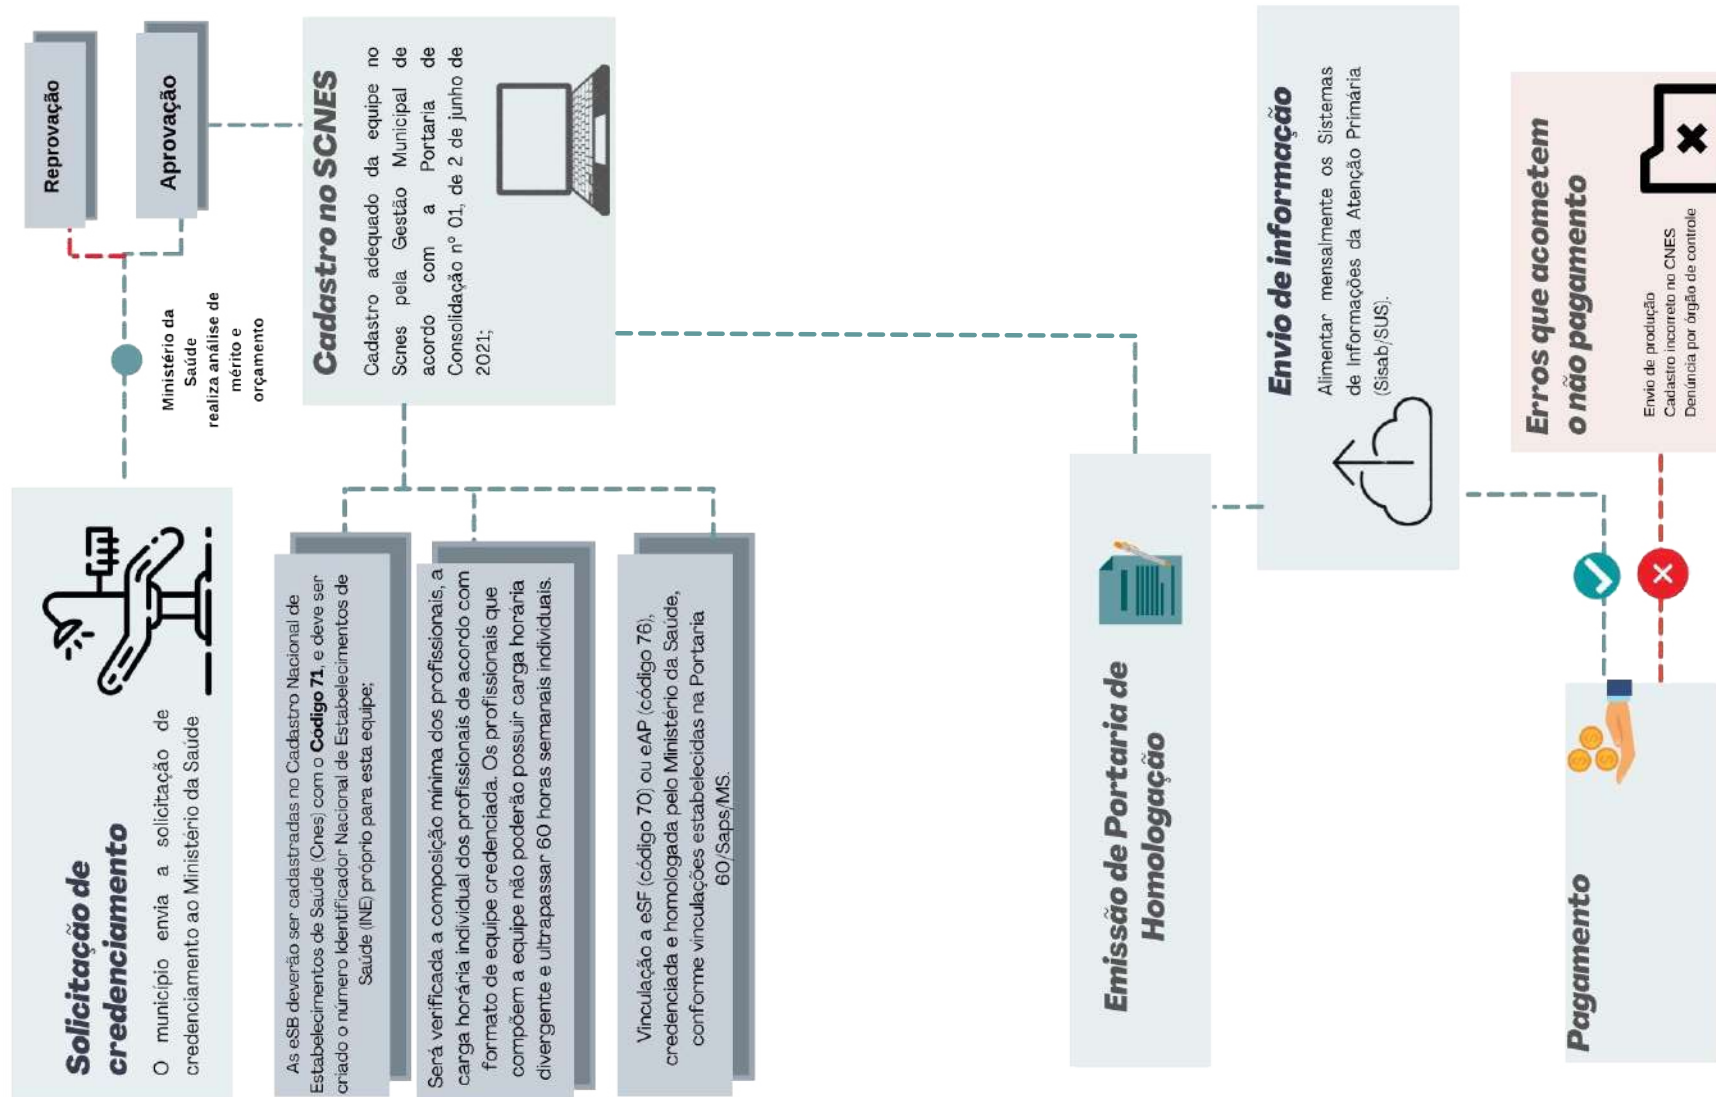 Solicitação de
credenciamento
O município envia a solicitação de
credenciamento ao Ministério da Saúde
Ministério da
Saúde
realiza análise de
mérito e
orçamento
Reprovação
Aprovação
Cadastro no SCNES
Cadastro adequado da equipe no
Scnes pela Gestão Municipal de
acordo com a Portaria de
Consolidação nº 01, de 2 de junho de
2021;
As eSB deverão ser cadastradas no Cadastro Nacional de
Estabelecimentos de Saúde (Cnes) com o Código 71, e deve ser
criado o número Identificador Nacional de Estabelecimentos de
Saúde (INE) próprio para esta equipe;
Será verificada a composição mínima dos profissionais, a
carga horária individual dos profissionais de acordo com
formato de equipe credenciada. Os profissionais que
compõem a equipe não poderão possuir carga horária
divergente e ultrapassar 60 horas semanais individuais.
Vinculação a eSF (código 70) ou eAP (código 76),
credenciada e homologada pelo Ministério da Saúde,
conforme vinculações estabelecidas na Portaria
60/Saps/MS.
Emissão de Portaria de
Homologação
Envio de informação
Alimentar mensalmente os Sistemas
de Informações da Atenção Primária
(Sisab/SUS).
Pagamento
Erros que acometem
o não pagamento
Envio de produção
Cadastro incorreto no CNES
Denúncia por órgão de controle